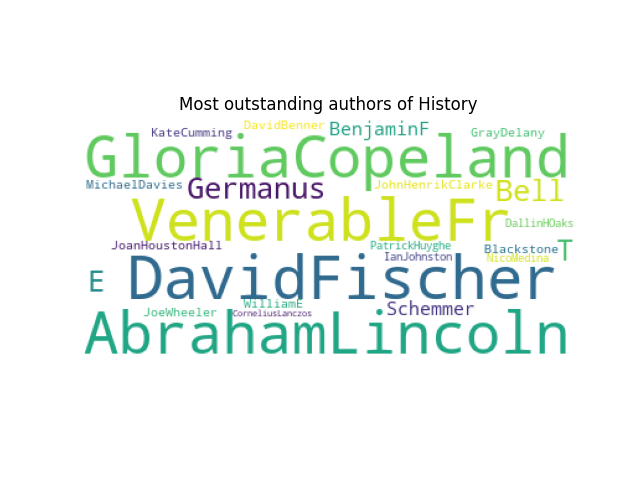 Most outstanding authors of History
KateCumming DavidBenner BenjaminF GrayDelany
GloriaCopeland
MichaelDavies Germanus JohnHenrikClarke Bell
VenerableFr DallinHOaks
JoanHoustonHall PatrickHuyghe Blackstone T
IanJohnston NicoMedina
E DavidFischer
JoeWheeler WilliamE CorneliusLanczos Schemmer
AbrahamLincoln